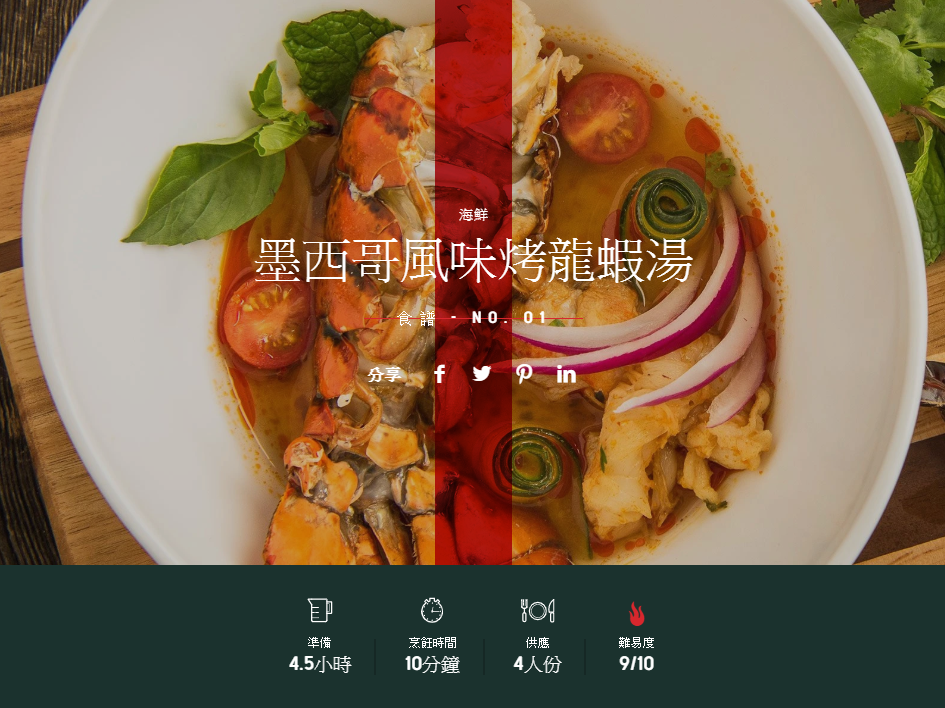 海鮮
墨西哥風味烤龍蝦湯
食譜 - NO. 01
分享
準備
4.5小時
烹飪時間
10分鐘
供應
4人份
難易度
9/10